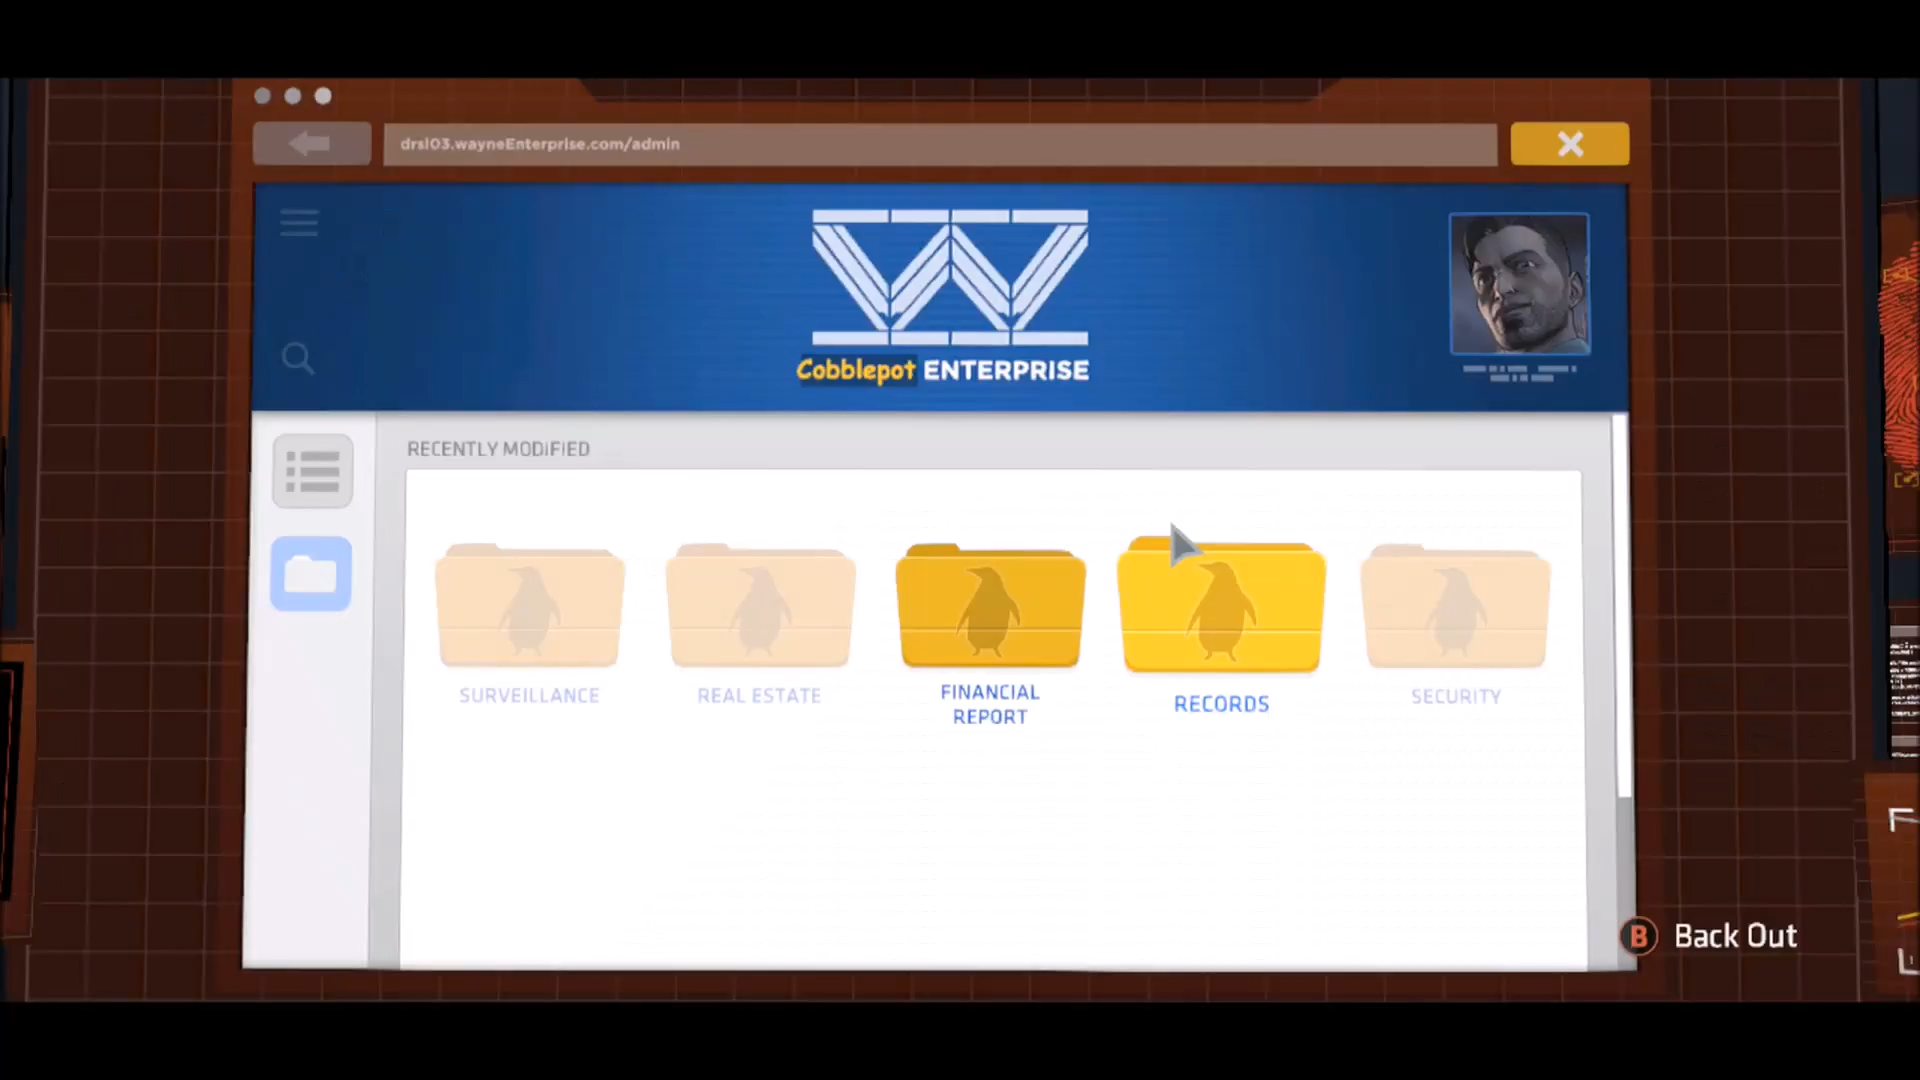 drsl03.wayneEnterprise.com/admin
Cobblepot ENTERPRISE
RECENTLY MODIFIED
SURVEILLANCE
REAL ESTATE
FINANCIAL
REPORT
RECORDS
SECURITY
B Back Out